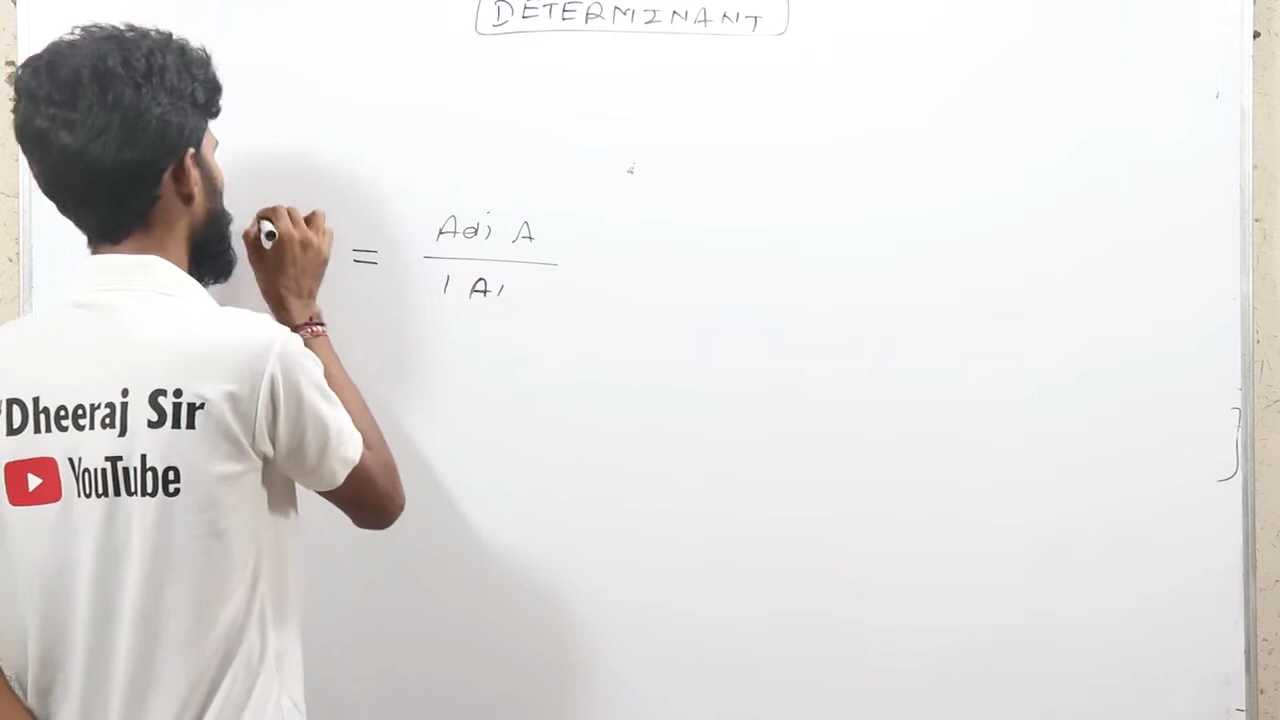 DETERMINANT
= Adj A
| A |
"Dheeraj Sir
YouTube